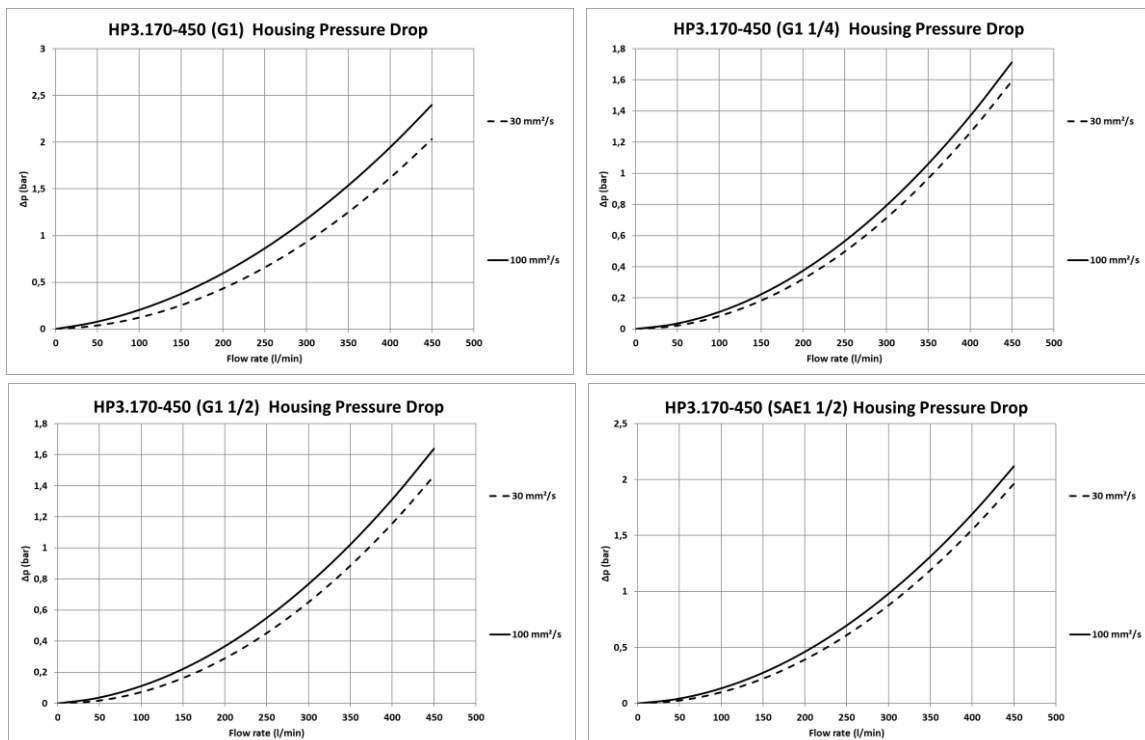 HP3.170-450 (G1) Housing Pressure Drop
3
2,5
2
1,5
1
0,5
0
Δp (bar)
0 50 100 150 200 250 300 350 400 450 500
Flow rate (l/min)
30 mm²/s
100 mm²/s
HP3.170-450 (G1 1/4) Housing Pressure Drop
1,8
1,6
1,4
1,2
1
0,8
0,6
0,4
0,2
0
Δp (bar)
0 50 100 150 200 250 300 350 400 450 500
Flow rate (l/min)
30 mm²/s
100 mm²/s
HP3.170-450 (G1 1/2) Housing Pressure Drop
1,8
1,6
1,4
1,2
1
0,8
0,6
0,4
0,2
0
Δp (bar)
0 50 100 150 200 250 300 350 400 450 500
Flow rate (l/min)
30 mm²/s
100 mm²/s
HP3.170-450 (SAE1 1/2) Housing Pressure Drop
2,5
2
1,5
1
0,5
0
Δp (bar)
0 50 100 150 200 250 300 350 400 450 500
Flow rate (l/min)
30 mm²/s
100 mm²/s